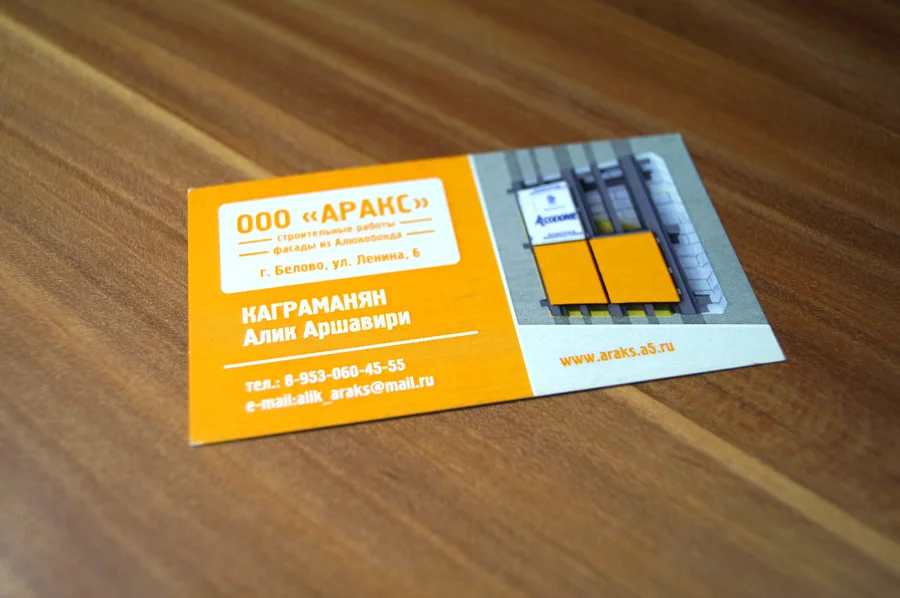 ООО «АРАКС»
строительные работы
фасады из Алюкобонда
г. Белово, ул. Ленина, 6
КАГРАМАНЯН
Алик Аршавири
тел.: 8-953-060-45-55
e-mail:alik_araks@mail.ru
ALCODOME
www.araks.a5.ru